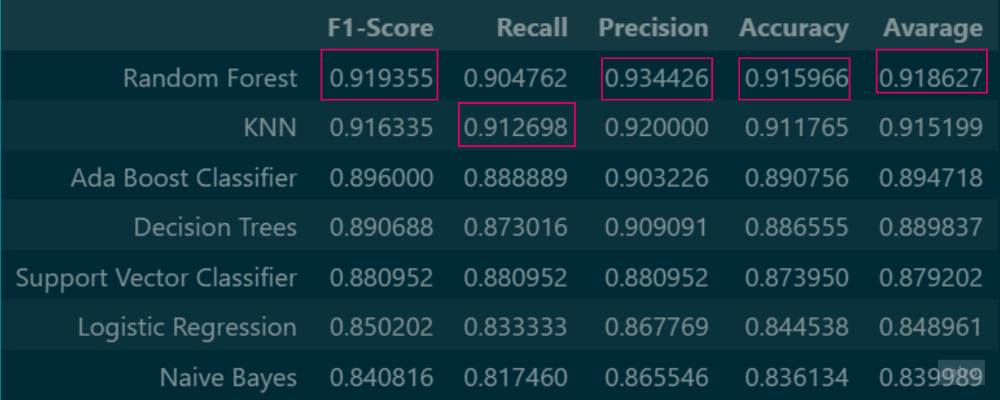 F1-Score Recall Precision Accuracy Avarage
Random Forest 0.919355 0.904762 0.934426 0.915966 0.918627
KNN 0.916335 0.912698 0.920000 0.911765 0.915199
Ada Boost Classifier 0.896000 0.888889 0.903226 0.890756 0.894718
Decision Trees 0.890688 0.873016 0.909091 0.886555 0.889837
Support Vector Classifier 0.880952 0.880952 0.880952 0.873950 0.879202
Logistic Regression 0.850202 0.833333 0.867769 0.844538 0.848961
Naive Bayes 0.840816 0.817460 0.865546 0.836134 0.839989
miro